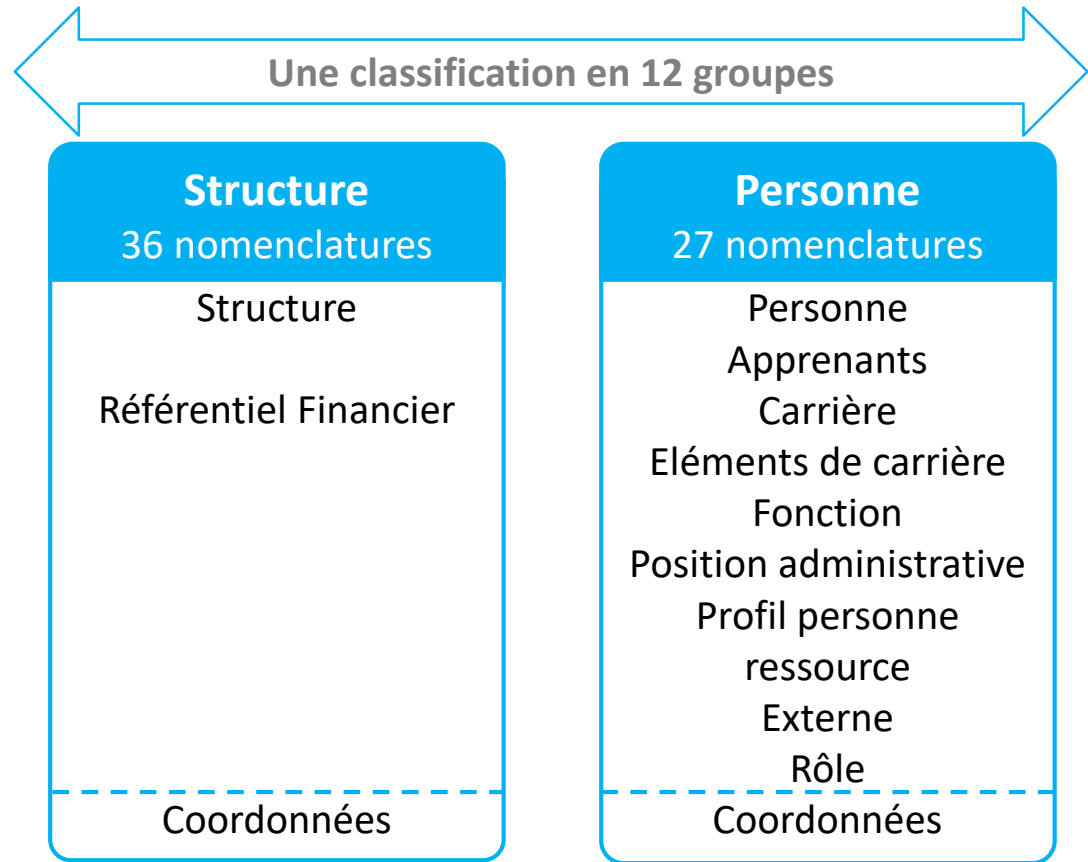 Une classification en 12 groupes
Structure
36 nomenclatures
Structure
Référentiel Financier
Coordonnées
Personne
27 nomenclatures
Personne
Apprenants
Carrière
Eléments de carrière
Fonction
Position administrative
Profil personne
ressource
Externe
Rôle
Coordonnées